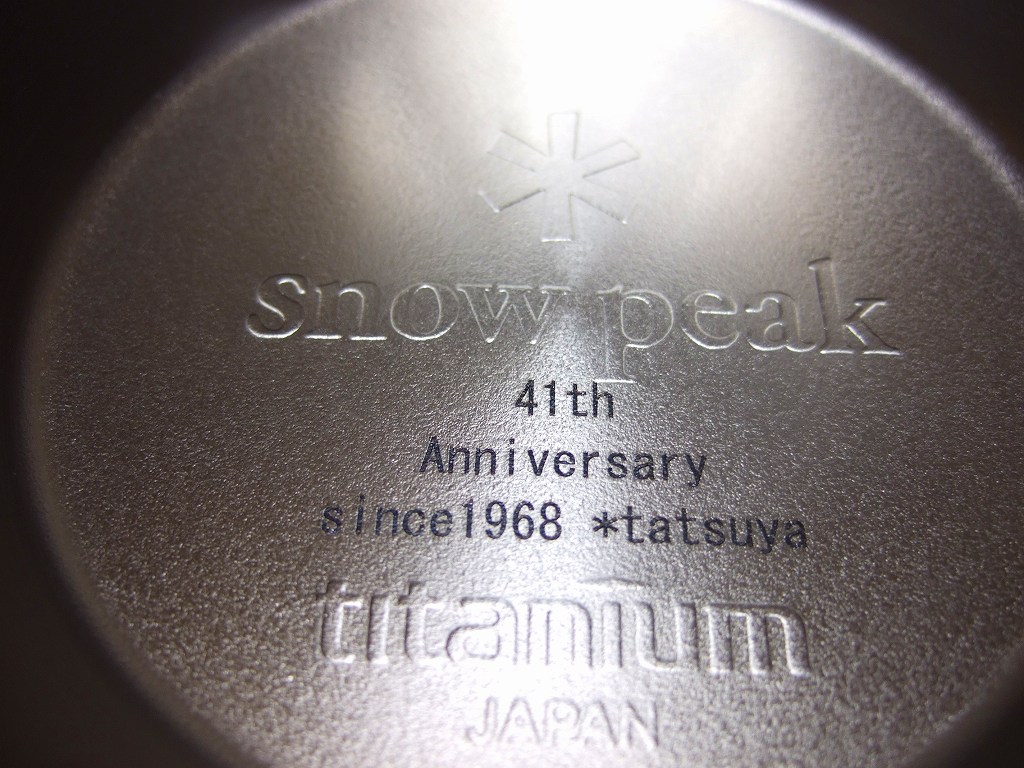 snow peak
41th
Anniversary
since1968 *tatsuya
titanium
JAPAN